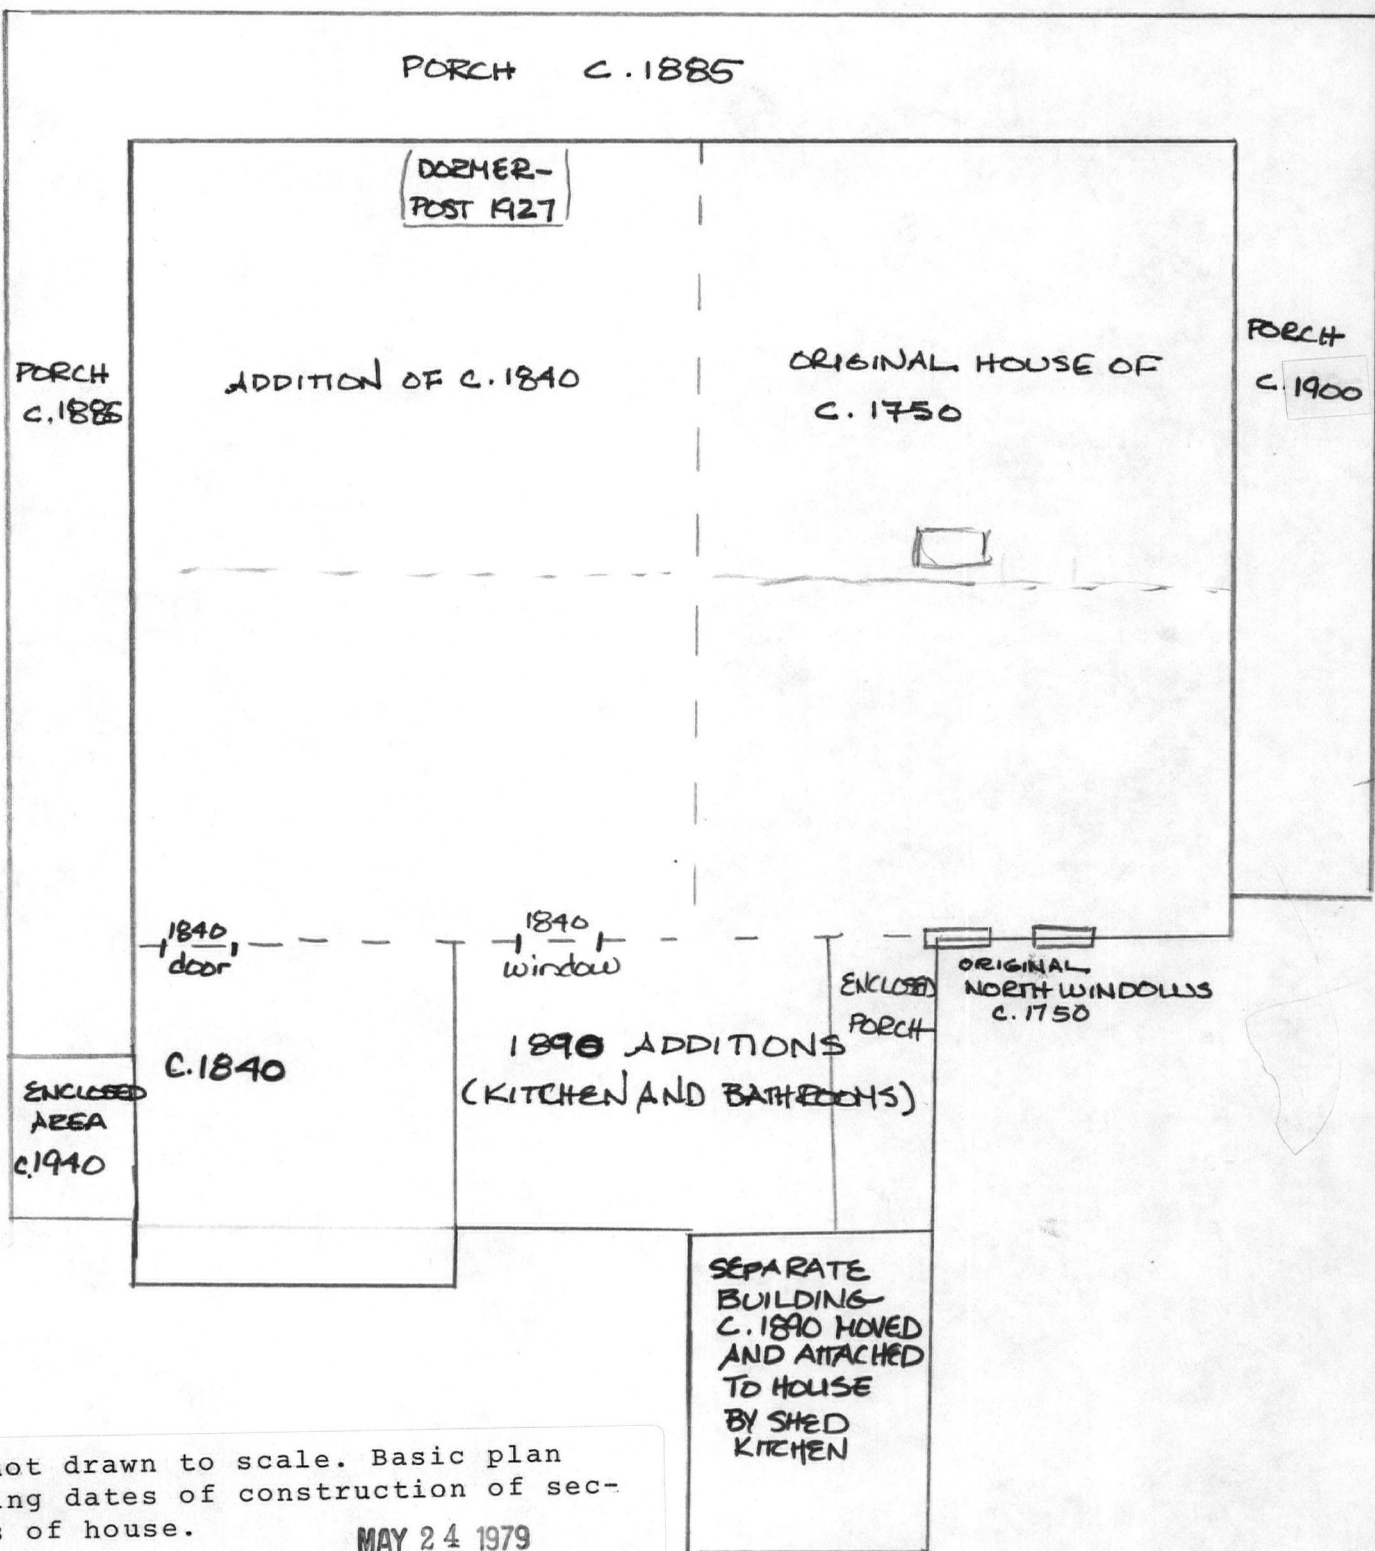 PORCH C. 1885
DORMER-
POST 1927
PORCH
C. 1885
ADDITION OF C. 1840
ORIGINAL HOUSE OF
C. 1750
PORCH
C. 1900
1840
door
1840
window
ENCLOSED
PORCH
ORIGINAL
NORTH WINDOWS
C. 1750
C. 1840
1890 ADDITIONS
(KITCHEN AND BATHROOMS)
ENCLOSED
AREA
C. 1940
SEPARATE
BUILDING
C. 1890 MOVED
AND ATTACHED
TO HOUSE
BY SHED
KITCHEN
ot drawn to scale. Basic plan
ing dates of construction of sec-
s of house.
MAY 24 1979